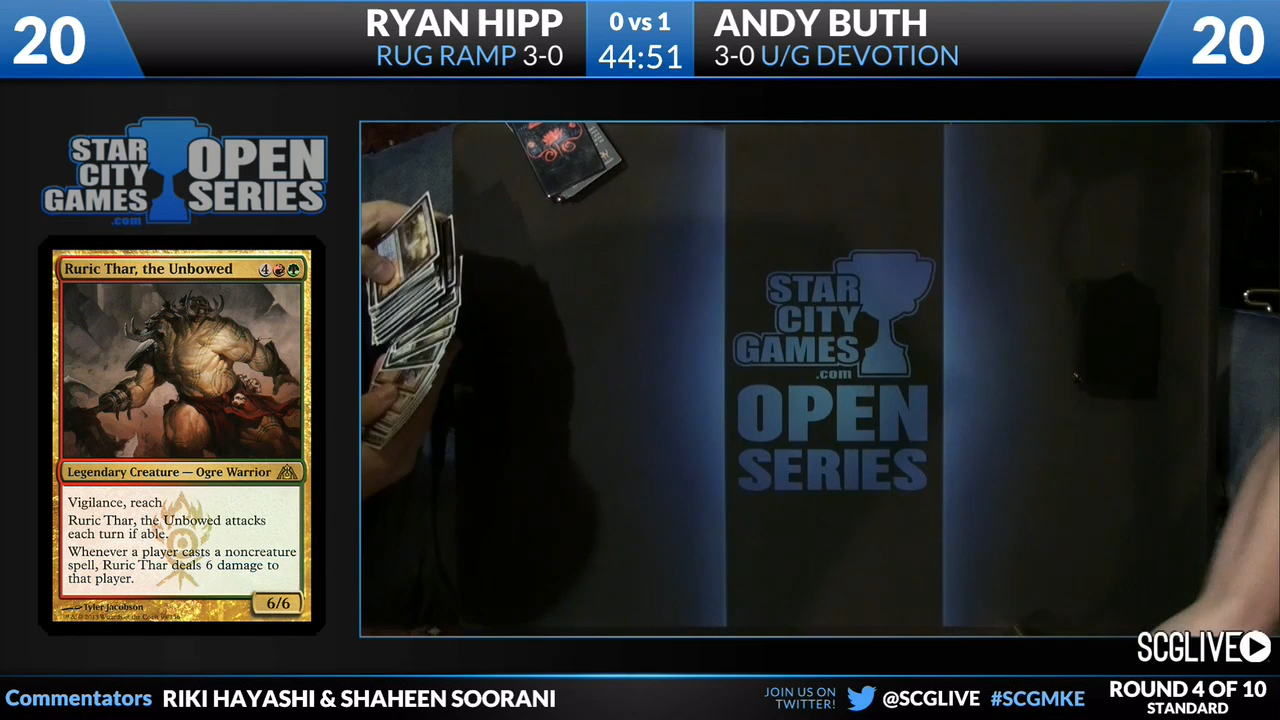 20
RYAN HIPP
RUG RAMP 3-0
0 vs 1
44:51
ANDY BUTH
3-0 U/G DEVOTION
20
STAR
CITY
GAMES
.com
OPEN
SERIES
Ruric Thar, the Unbowed 4
Legendary Creature — Ogre Warrior
Vigilance, reach
Ruric Thar, the Unbowed attacks
each turn if able.
Whenever a player casts a noncreature
spell, Ruric Thar deals 6 damage to
that player.
6/6
Tyler Jacobson
STAR
CITY
GAMES
.com
OPEN
SERIES
SCGLIVE
Commentators RIKI HAYASHI & SHAHEEN SOORANI
JOIN US ON
TWITTER!
@SCGLIVE #SCGMKE
ROUND 4 OF 10
STANDARD